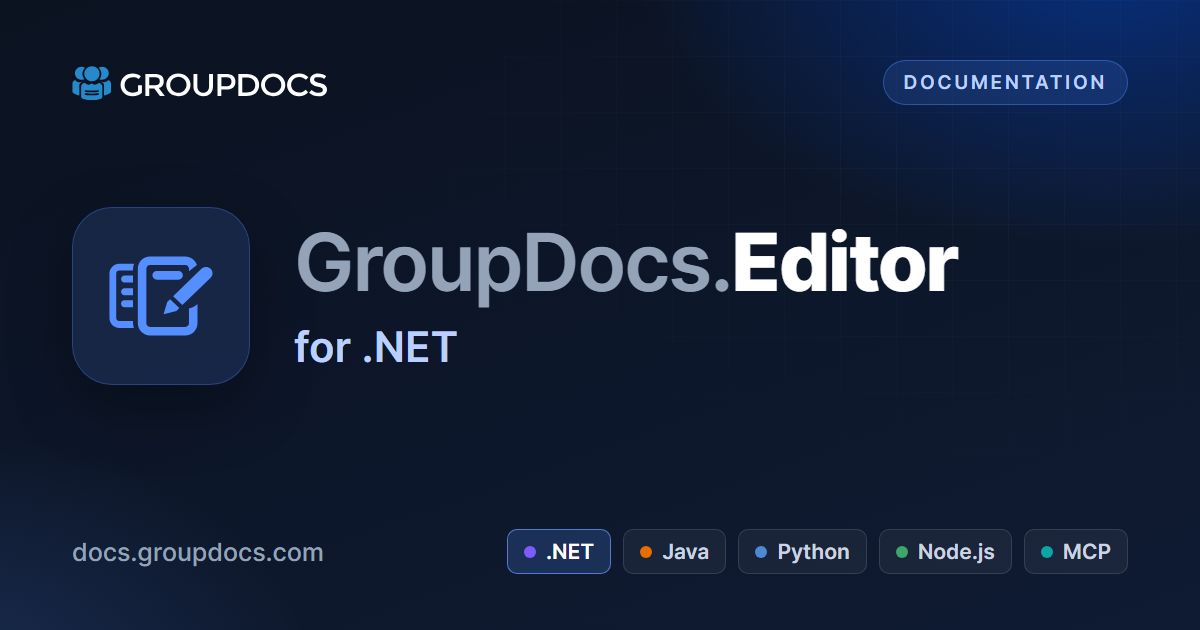 GROUPDOCS
DOCUMENTATION
GroupDocs.Editor
for .NET
docs.groupdocs.com
.NET
Java
Python
Node.js
MCP